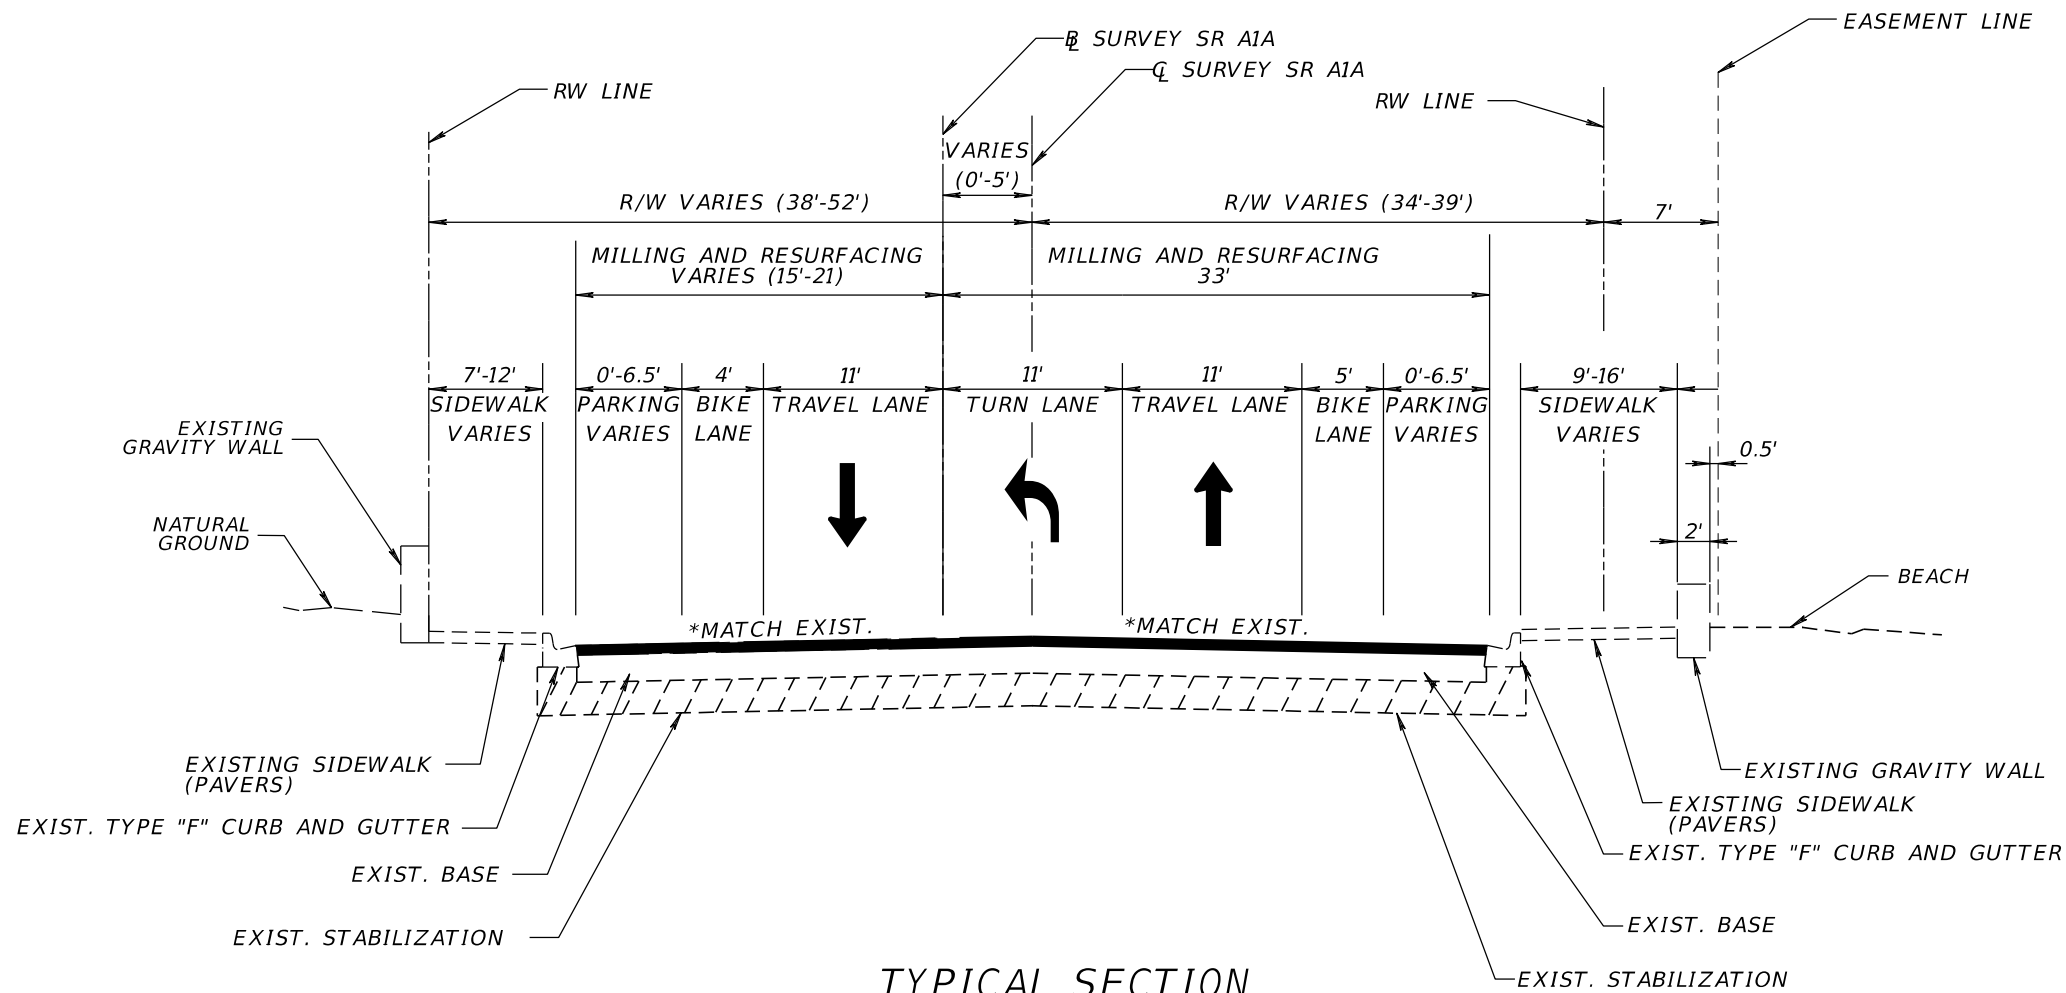 EASEMENT LINE
℄ SURVEY SR A1A
RW LINE
RW LINE
VARIES
(0'-5')
R/W VARIES (38'-52')
R/W VARIES (34'-39')
7'
MILLING AND RESURFACING
VARIES (15'-21)
MILLING AND RESURFACING
33'
7'-12'
0'-6.5'
4'
11'
11'
11'
5'
0'-6.5'
9'-16'
SIDEWALK
VARIES
PARKING
VARIES
BIKE
LANE
TRAVEL LANE
TURN LANE
TRAVEL LANE
BIKE
LANE
PARKING
VARIES
SIDEWALK
VARIES
EXISTING
GRAVITY WALL
0.5'
NATURAL
GROUND
2'
BEACH
*MATCH EXIST.
*MATCH EXIST.
EXISTING SIDEWALK
(PAVERS)
EXISTING GRAVITY WALL
EXISTING SIDEWALK
(PAVERS)
EXIST. TYPE "F" CURB AND GUTTER
EXIST. TYPE "F" CURB AND GUTTER
EXIST. BASE
EXIST. BASE
EXIST. STABILIZATION
EXIST. STABILIZATION
TYPICAL SECTION
BL SURVEY SR A1A